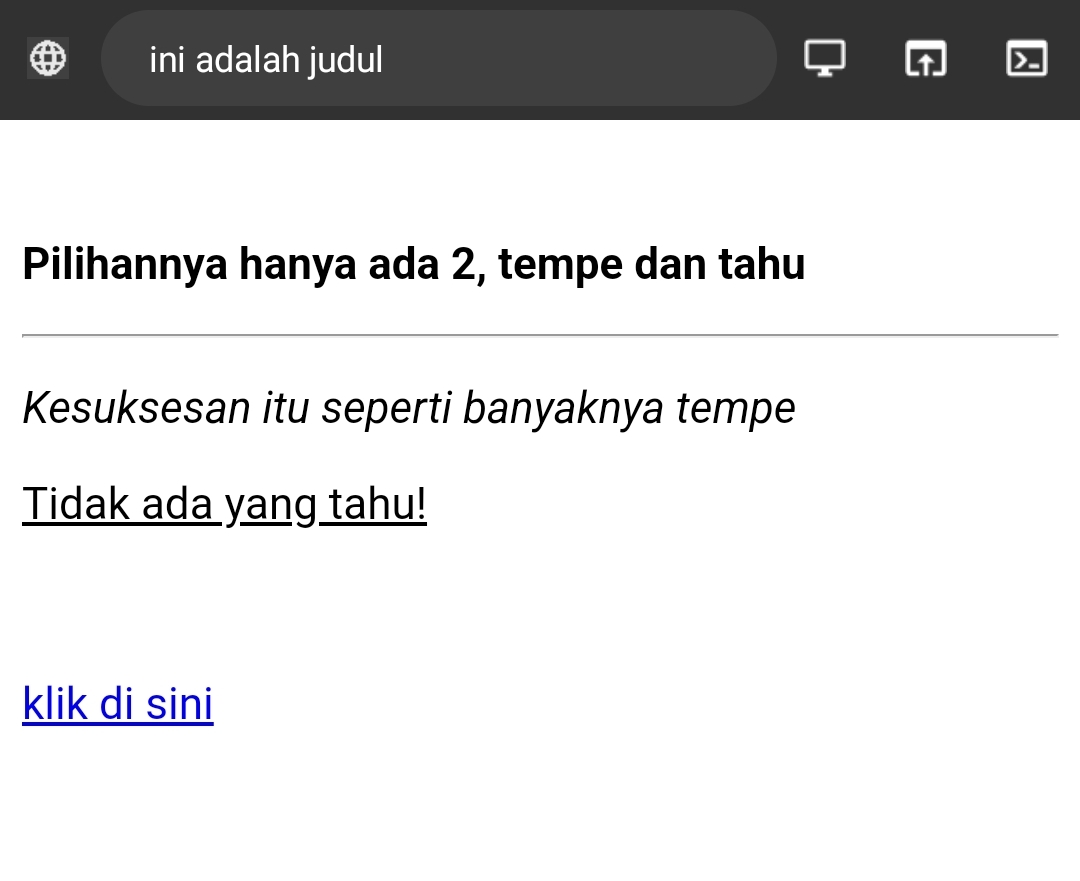 ini adalah judul
Pilihannya hanya ada 2, tempe dan tahu
Kesuksesan itu seperti banyaknya tempe
Tidak ada yang tahu!
klik di sini